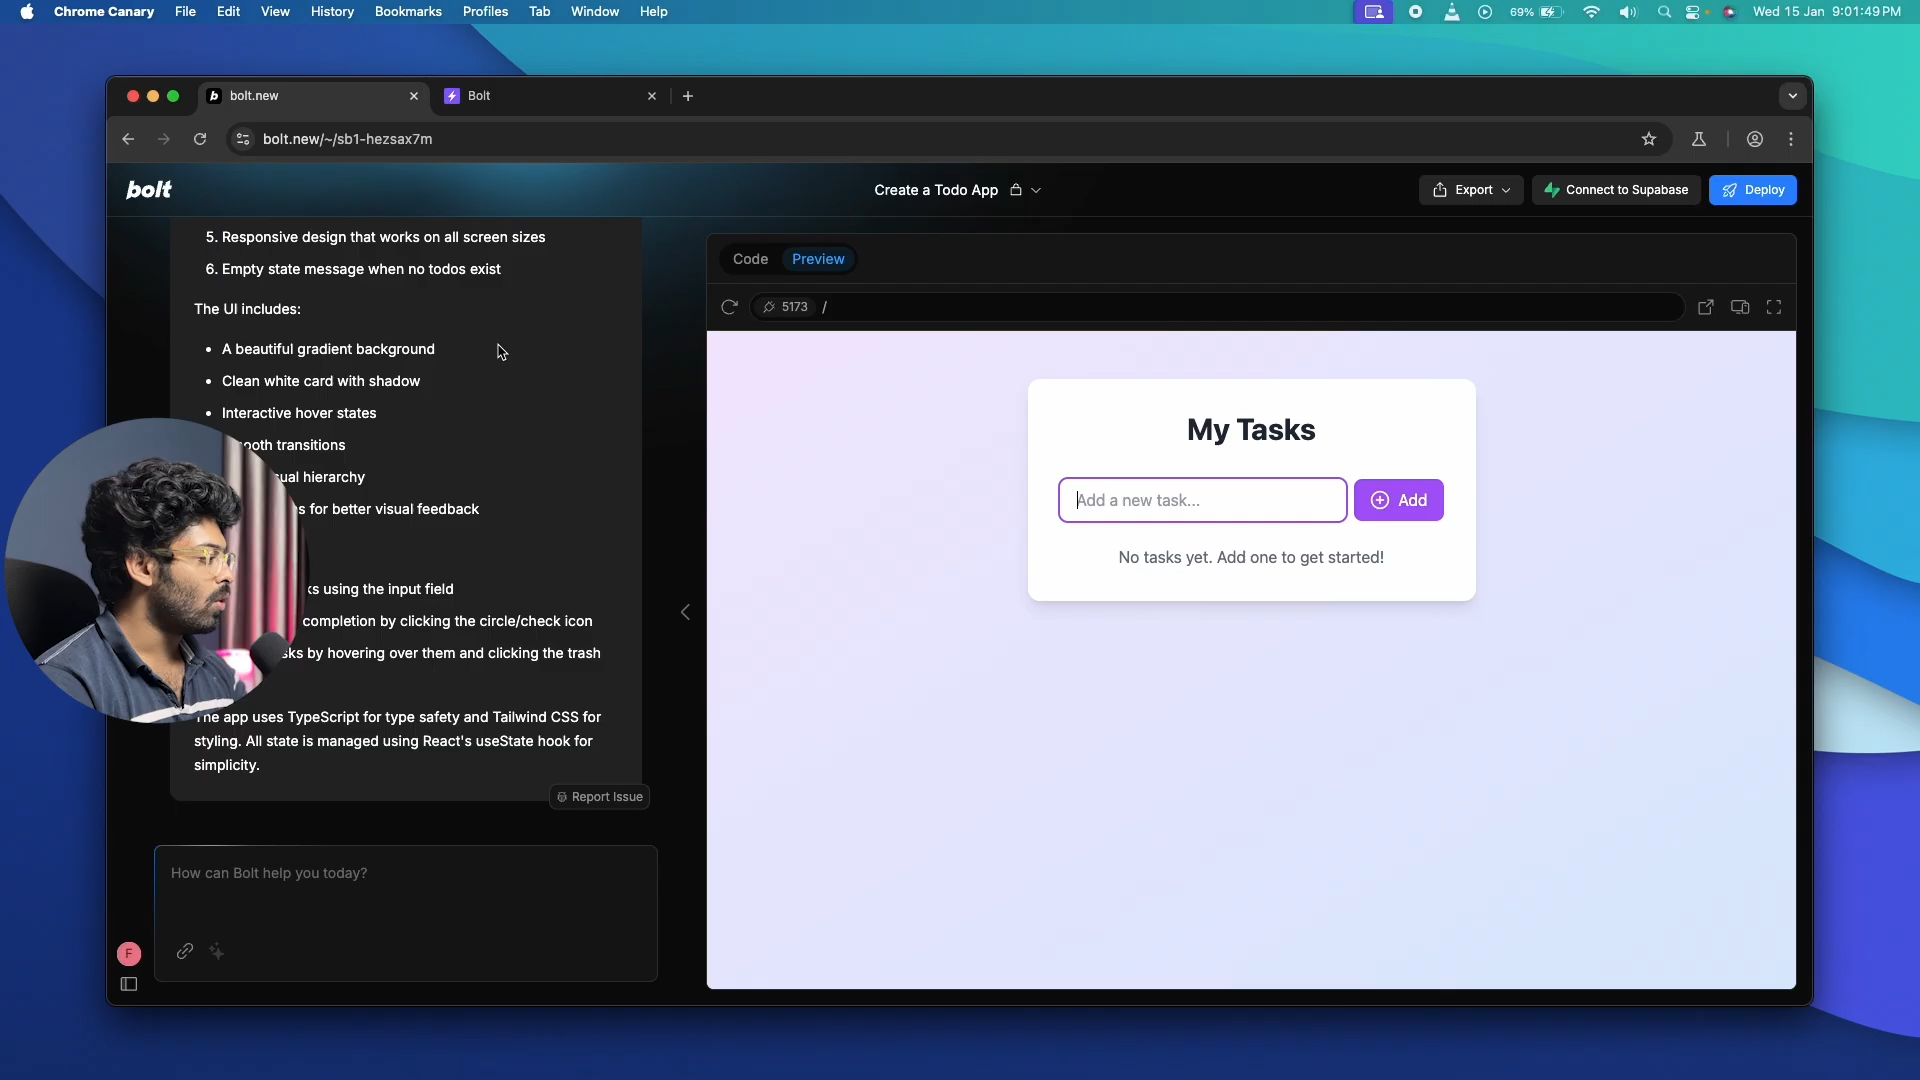 Chrome Canary File Edit View History Bookmarks Profiles Tab Window Help
69% Wed 15 Jan 9:01:49 PM
bolt.new
Bolt
bolt.new/~/sb1-hezsax7m
bolt
Create a Todo App
Export
Connect to Supabase
Deploy
5. Responsive design that works on all screen sizes
6. Empty state message when no todos exist
The UI includes:
• A beautiful gradient background
• Clean white card with shadow
• Interactive hover states
ooth transitions
ual hierarchy
s for better visual feedback
ks using the input field
completion by clicking the circle/check icon
sks by hovering over them and clicking the trash
The app uses TypeScript for type safety and Tailwind CSS for
styling. All state is managed using React's useState hook for
simplicity.
Report Issue
How can Bolt help you today?
F
Code
Preview
5173 /
My Tasks
Add a new task...
Add
No tasks yet. Add one to get started!